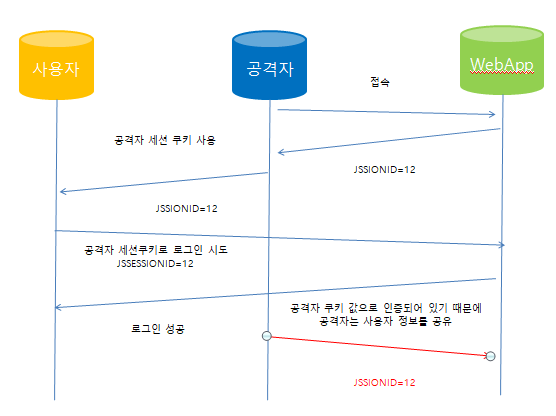 사용자
공격자
WebApp
접속
공격자 세션 쿠키 사용
JSSIONID=12
JSSIONID=12
공격자 세션쿠키로 로그인 시도
JSSESSIONID=12
공격자 쿠키 값으로 인증되어 있기 때문에
공격자는 사용자 정보를 공유
로그인 성공
JSSIONID=12